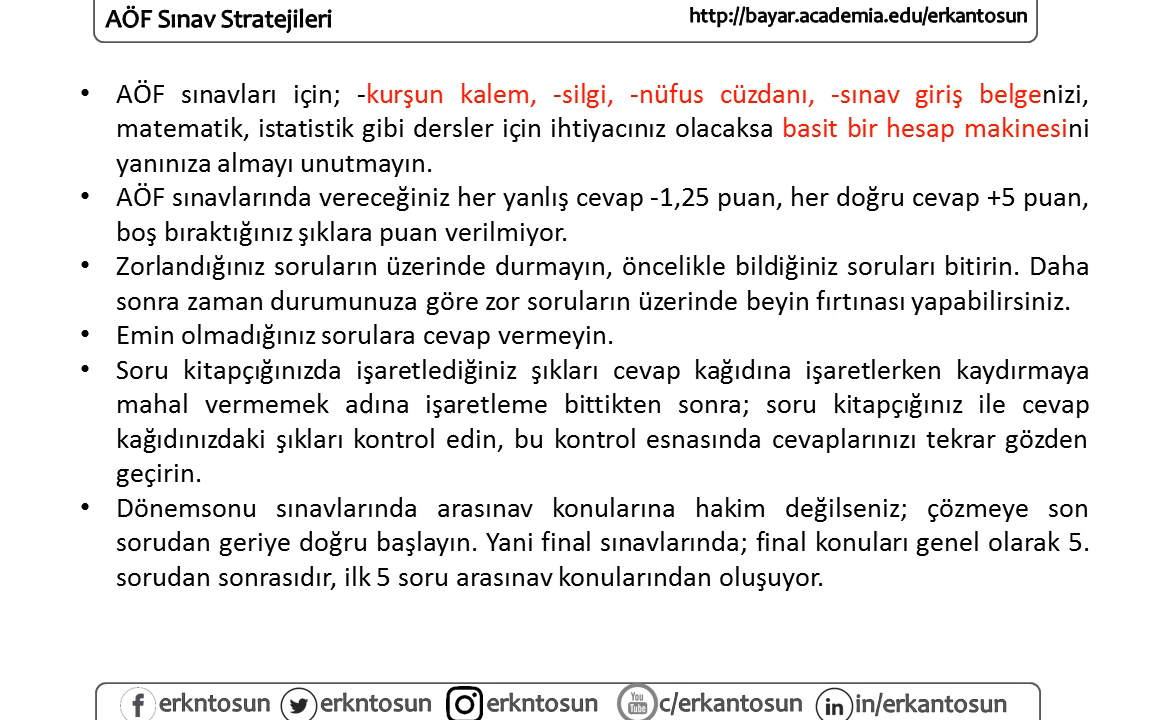 AÖF Sınav Stratejileri http://bayar.academia.edu/erkantosun
• AÖF sınavları için; -kurşun kalem, -silgi, -nüfus cüzdanı, -sınav giriş belgenizi,
matematik, istatistik gibi dersler için ihtiyacınız olacaksa basit bir hesap makinesini
yanınıza almayı unutmayın.
• AÖF sınavlarında vereceğiniz her yanlış cevap -1,25 puan, her doğru cevap +5 puan,
boş bıraktığınız şıklara puan verilmiyor.
• Zorlandığınız soruların üzerinde durmayın, öncelikle bildiğiniz soruları bitirin. Daha
sonra zaman durumunuza göre zor soruların üzerinde beyin fırtınası yapabilirsiniz.
• Emin olmadığınız sorulara cevap vermeyin.
• Soru kitapçığınızda işaretlediğiniz şıkları cevap kağıdına işaretlerken kaydırmaya
mahal vermemek adına işaretleme bittikten sonra; soru kitapçığınız ile cevap
kağıdınızdaki şıkları kontrol edin, bu kontrol esnasında cevaplarınızı tekrar gözden
geçirin.
• Dönemsonu sınavlarında arasınav konularına hakim değilseniz; çözmeye son
sorudan geriye doğru başlayın. Yani final sınavlarında; final konuları genel olarak 5.
sorudan sonrasıdır, ilk 5 soru arasınav konularından oluşuyor.
f erkntosun erkntosun erkntosun You Tube c/erkantosun in in/erkantosun